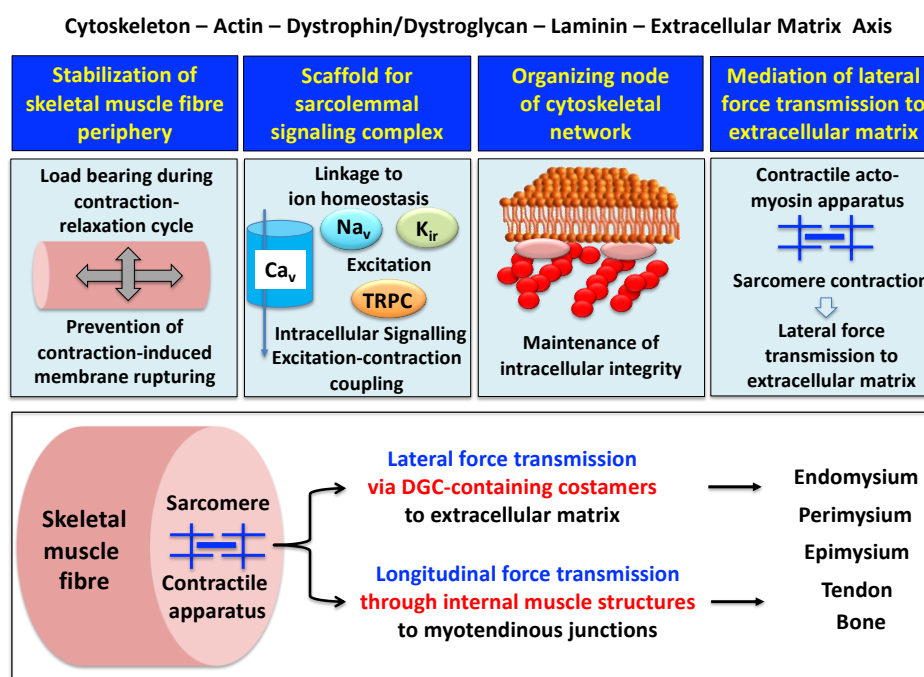 Cytoskeleton – Actin – Dystrophin/Dystroglycan – Laminin – Extracellular Matrix Axis
Stabilization of
skeletal muscle fibre
periphery
Load bearing during
contraction-
relaxation cycle
Prevention of
contraction-induced
membrane rupturing
Scaffold for
sarcolemmal
signaling complex
Linkage to
ion homeostasis
Nav
Kir
Cav
Excitation
TRPC
Intracellular Signalling
Excitation-contraction
coupling
Organizing node
of cytoskeletal
network
Maintenance of
intracellular integrity
Mediation of lateral
force transmission to
extracellular matrix
Contractile acto-
myosin apparatus
Sarcomere contraction
Lateral force
transmission to
extracellular matrix
Skeletal
muscle
fibre
Sarcomere
Contractile
apparatus
Lateral force transmission
via DGC-containing costamers
to extracellular matrix
Longitudinal force transmission
through internal muscle structures
to myotendinous junctions
Endomysium
Perimysium
Epimysium
Tendon
Bone